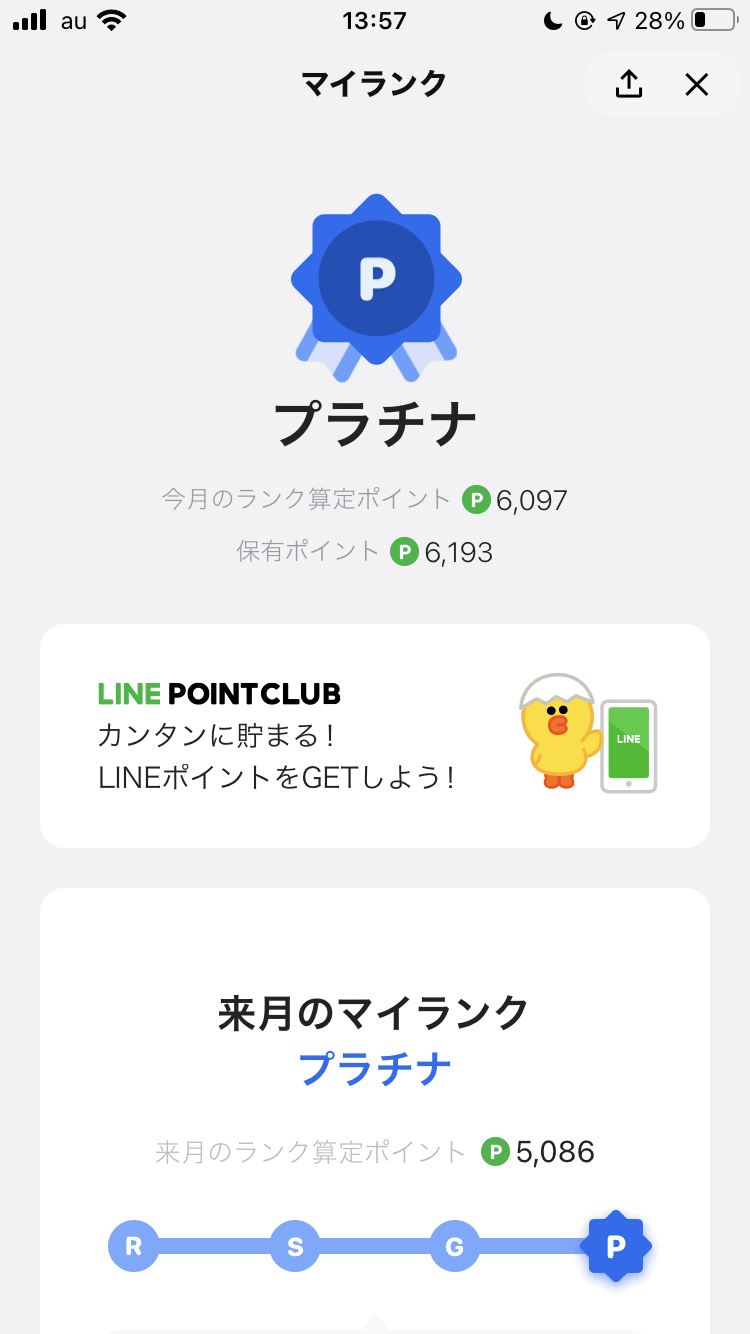 au 13:57 28%
マイランク
P
プラチナ
今月のランク算定ポイント P 6,097
保有ポイント P 6,193
LINE POINT CLUB
カンタンに貯まる！
LINEポイントをGETしよう！
LINE
来月のマイランク
プラチナ
来月のランク算定ポイント P 5,086
R S G P